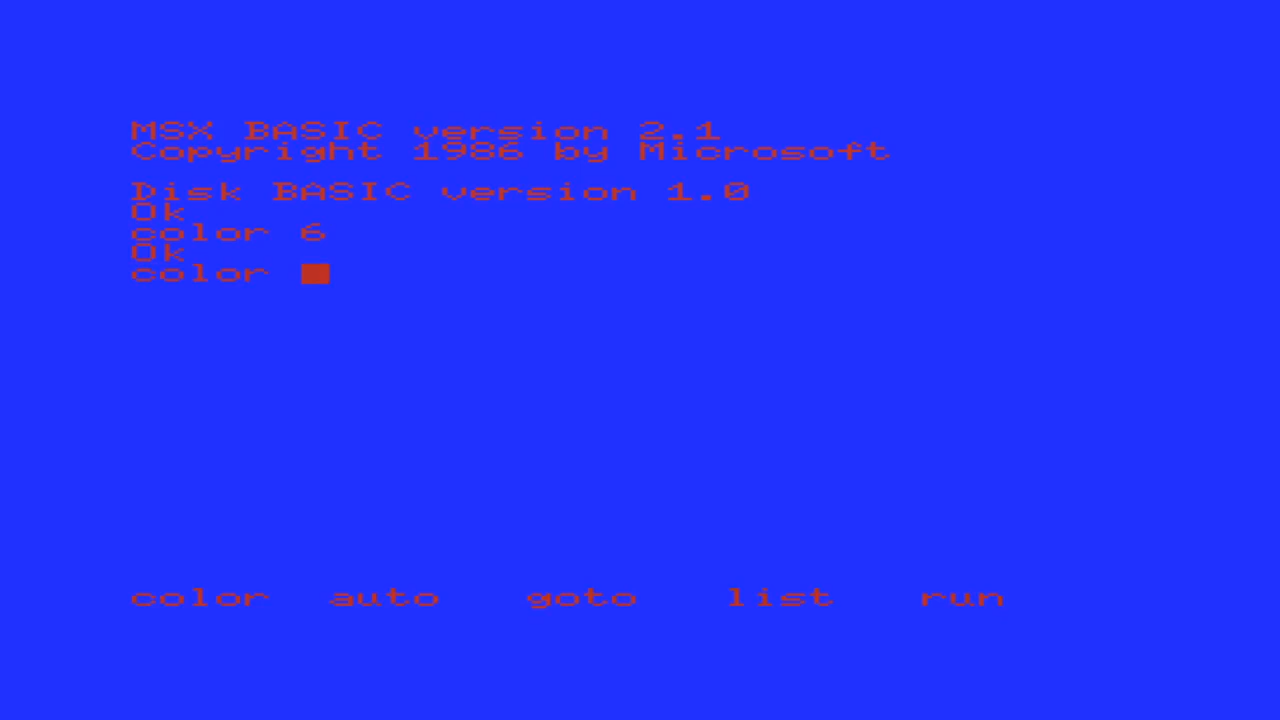 MSX BASIC version 2.1
Copyright 1986 by Microsoft
Disk BASIC version 1.0
Ok
color 6
Ok
color
color auto goto list run